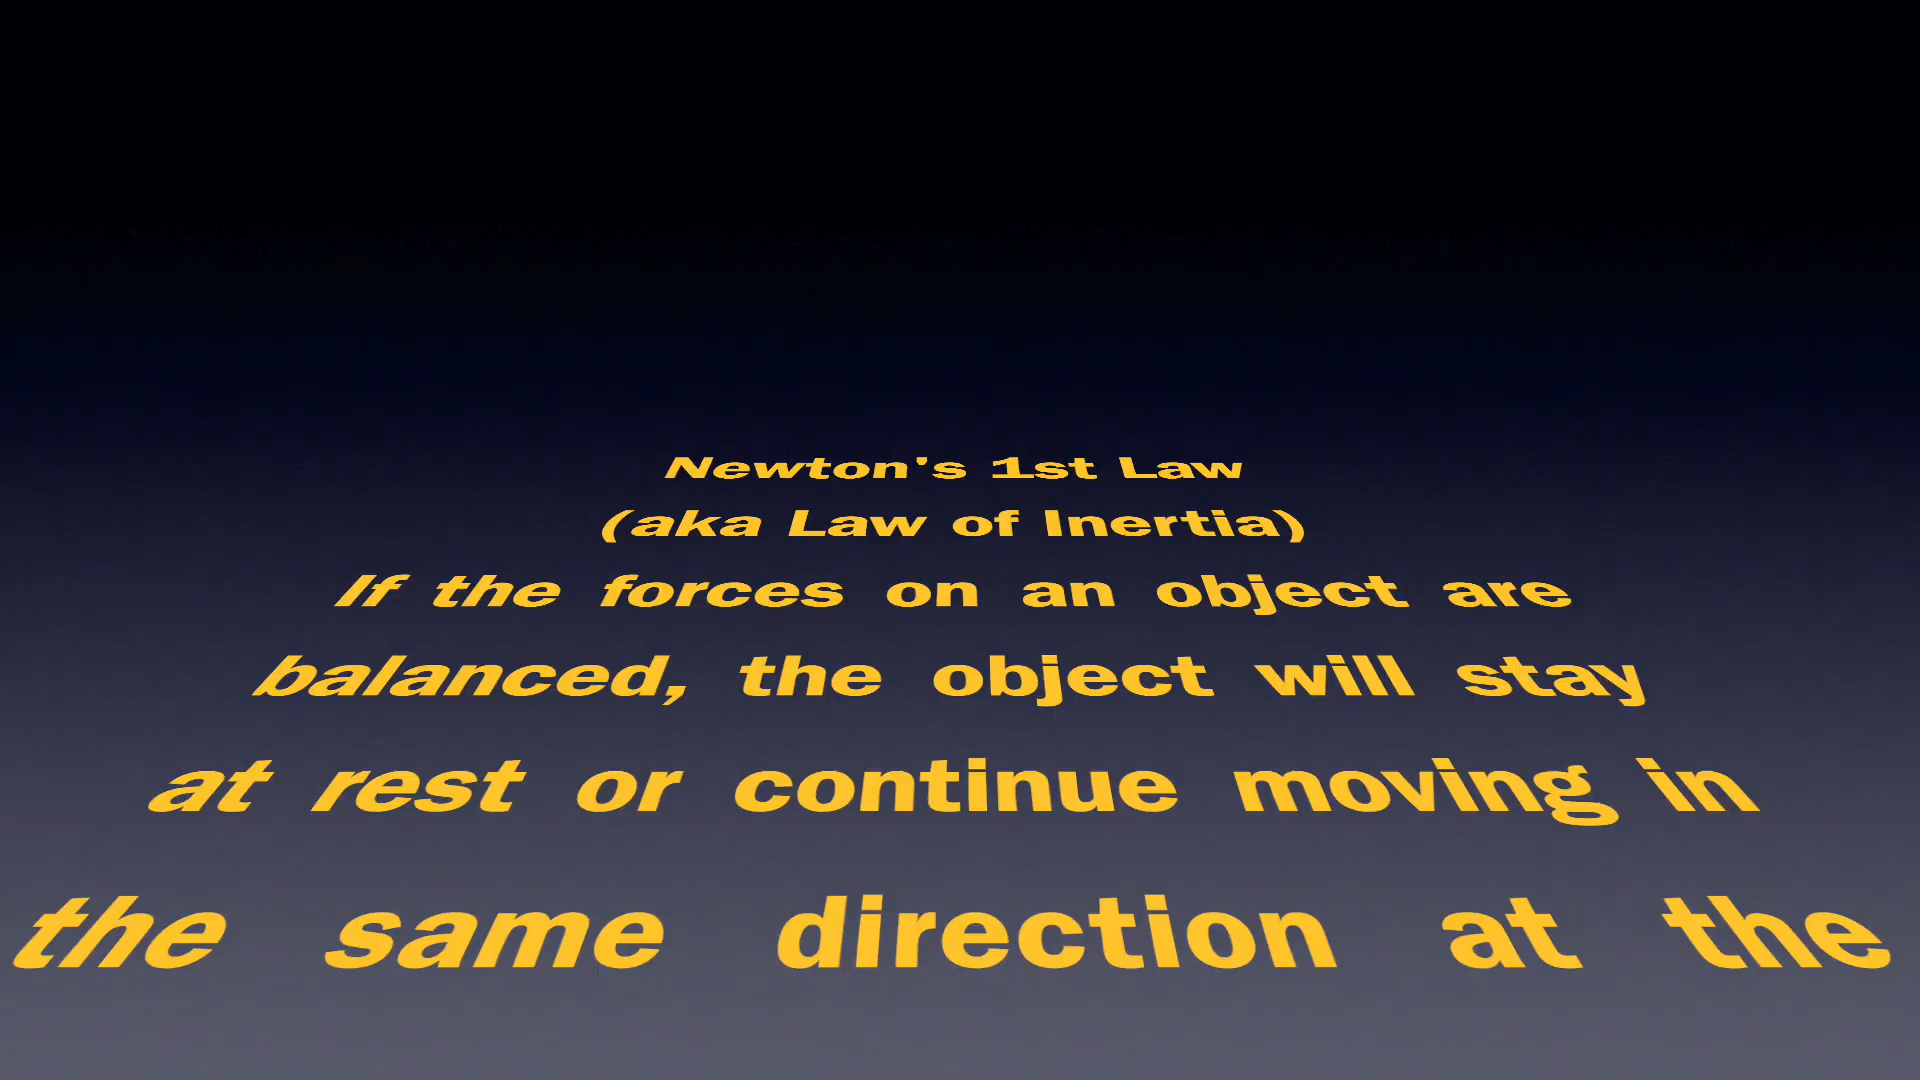 Newton's 1st Law
(aka Law of Inertia)
If the forces on an object are
balanced, the object will stay
at rest or continue moving in
the same direction at the